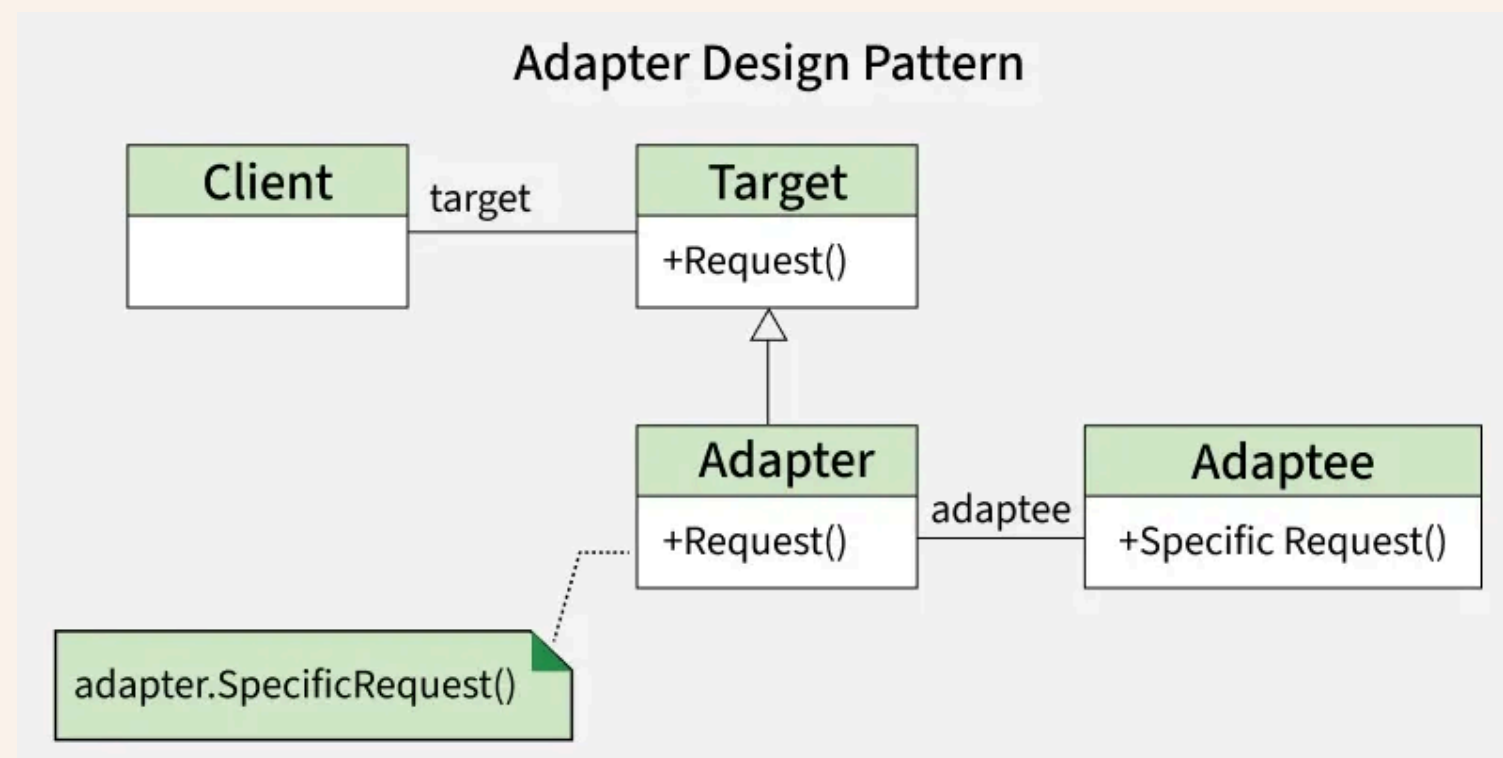 Adapter Design Pattern
Client
target
Target
+Request()
Adapter
+Request()
adaptee
Adaptee
+Specific Request()
adapter.SpecificRequest()